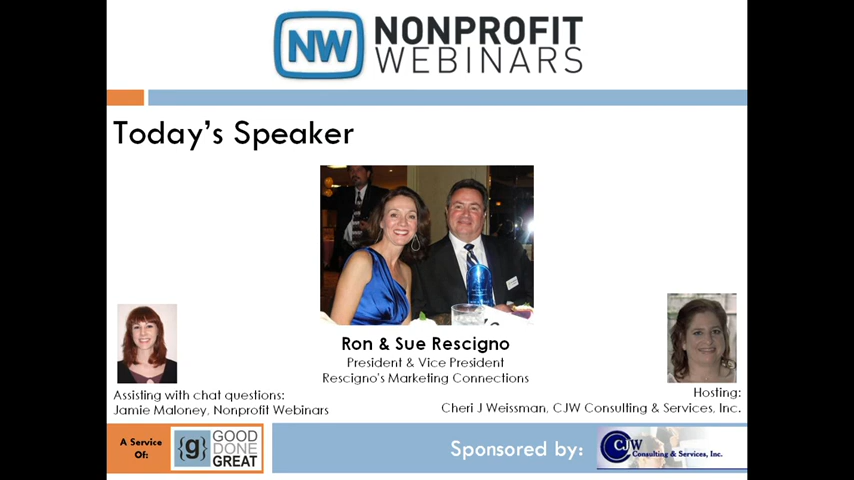 NW NONPROFIT
WEBINARS
Today's Speaker
Ron & Sue Rescigno
President & Vice President
Rescigno's Marketing Connections
Assisting with chat questions:
Jamie Maloney, Nonprofit Webinars
Hosting:
Cheri J Weissman, CJW Consulting & Services, Inc.
A Service
Of:
{g} GOOD
DONE
GREAT
Sponsored by:
CJW
Consulting & Services, Inc.